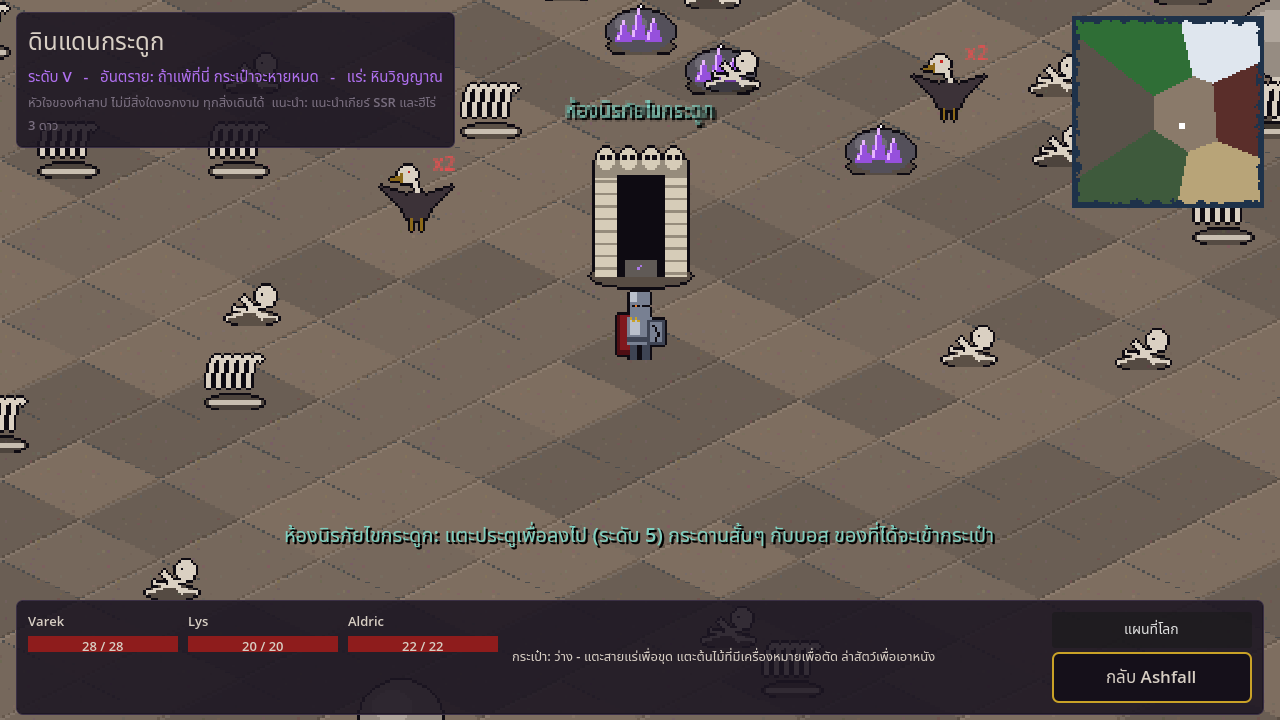 ดินแดนกระดูก
ระดับ V - อันตราย: ถ้าแพ้ที่นี่ กระเป๋าจะหายหมด - แร่: หินวิญญาณ
หัวใจของคำสาป ไม่มีสิ่งใดงอกงาม ทุกสิ่งเดินได้ แนะนำ: แนะนำเกียร์ SSR และฮีโร่
3 ดาว
x2
x2
ห้องนิรภัยไขกระดูก
ห้องนิรภัยไขกระดูก: แตะประตูเพื่อลงไป (ระดับ 5) กระดานสั้นๆ กับบอส ของที่ได้จะเข้ากระเป๋า
Varek
28 / 28
Lys
20 / 20
Aldric
22 / 22
กระเป๋า: ว่าง - แตะสายแร่เพื่อขุด แตะต้นไม้ที่มีเครื่องหมายเพื่อตัด ล่าสัตว์เพื่อเอาหนัง
แผนที่โลก
กลับ Ashfall